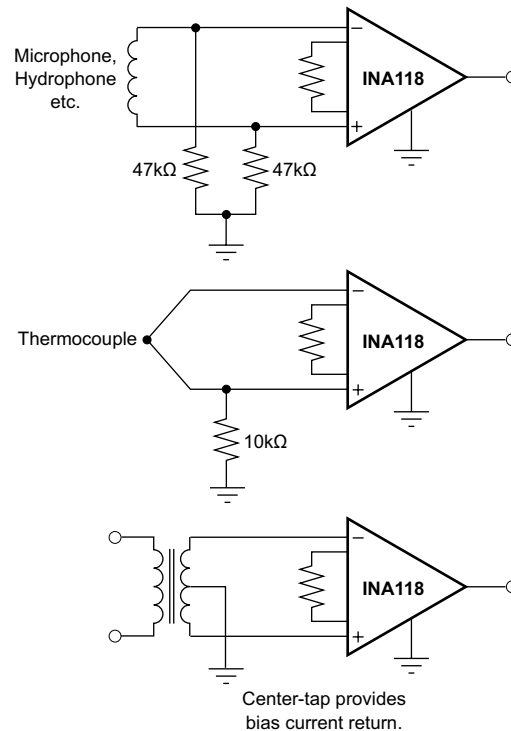 Microphone,
Hydrophone
etc.
−
INA118
+
47kΩ
47kΩ
−
Thermocouple
INA118
+
10kΩ
−
INA118
+
Center-tap provides
bias current return.